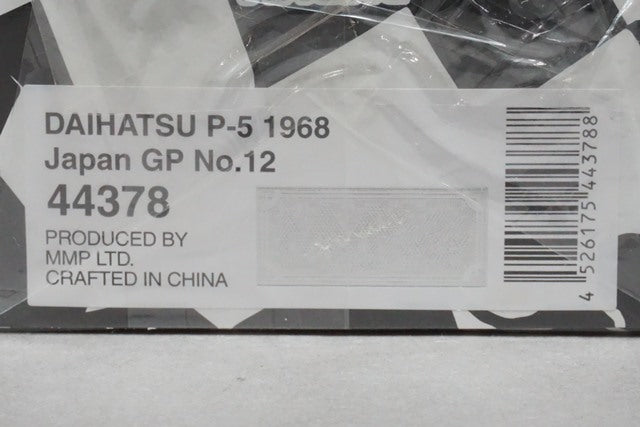 DAIHATSU P-5 1968
Japan GP No.12
44378
PRODUCED BY
MMP LTD.
CRAFTED IN CHINA
4 526175 443788